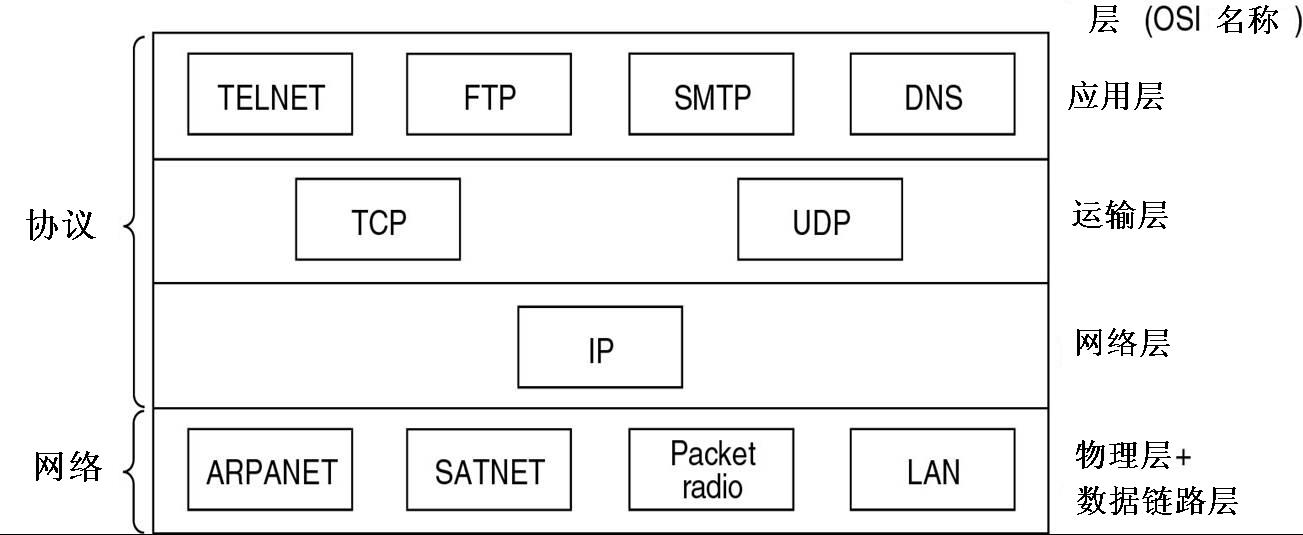 层 (OSI 名称 )
TELNET FTP SMTP DNS 应用层
协议 TCP UDP 运输层
IP 网络层
网络 ARPANET SATNET Packet radio LAN 物理层+
数据链路层